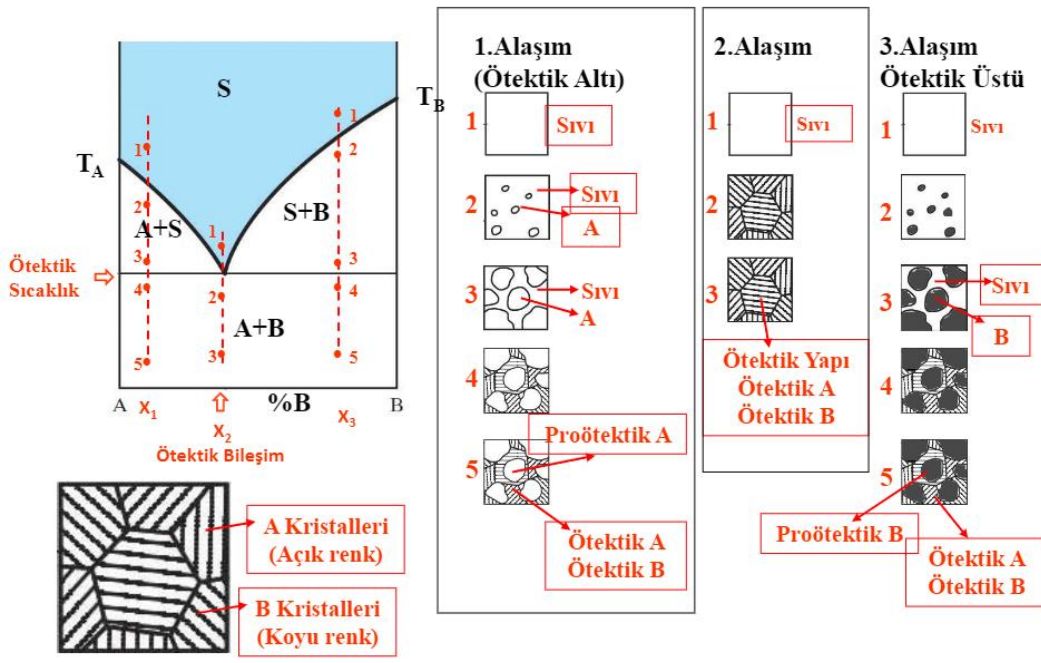 S
T_A
T_B
1
2
A+S
3
4
5
1
2
3
S+B
1
2
3
4
5
A+B
Ötektik
Sıcaklık
A
%B
B
X_1
X_2
X_3
Ötektik Bileşim
A Kristalleri
(Açık renk)
B Kristalleri
(Koyu renk)
1.Alaşım
(Ötektik Altı)
1
Sıvı
2
Sıvı
A
3
Sıvı
A
4
Proötektik A
5
Ötektik A
Ötektik B
2.Alaşım
1
Sıvı
2
3
Ötektik Yapı
Ötektik A
Ötektik B
3.Alaşım
Ötektik Üstü
1
Sıvı
2
3
Sıvı
B
4
5
Proötektik B
Ötektik A
Ötektik B